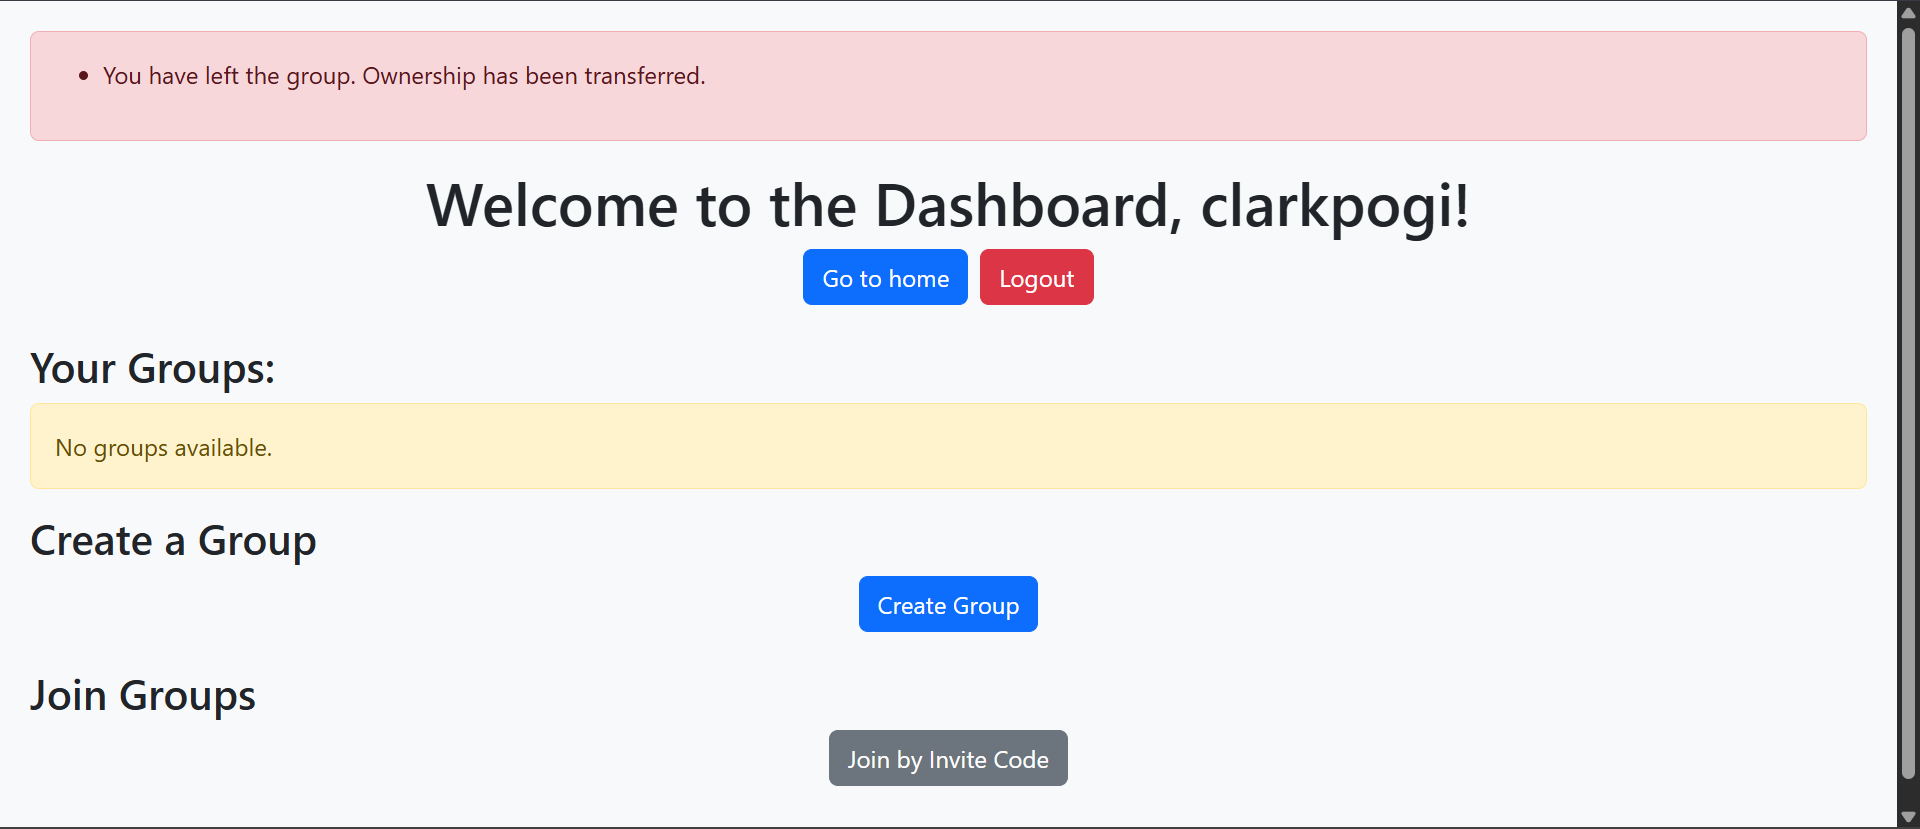 You have left the group. Ownership has been transferred.
Welcome to the Dashboard, clarkpogi!
Go to home Logout
Your Groups:
No groups available.
Create a Group
Create Group
Join Groups
Join by Invite Code